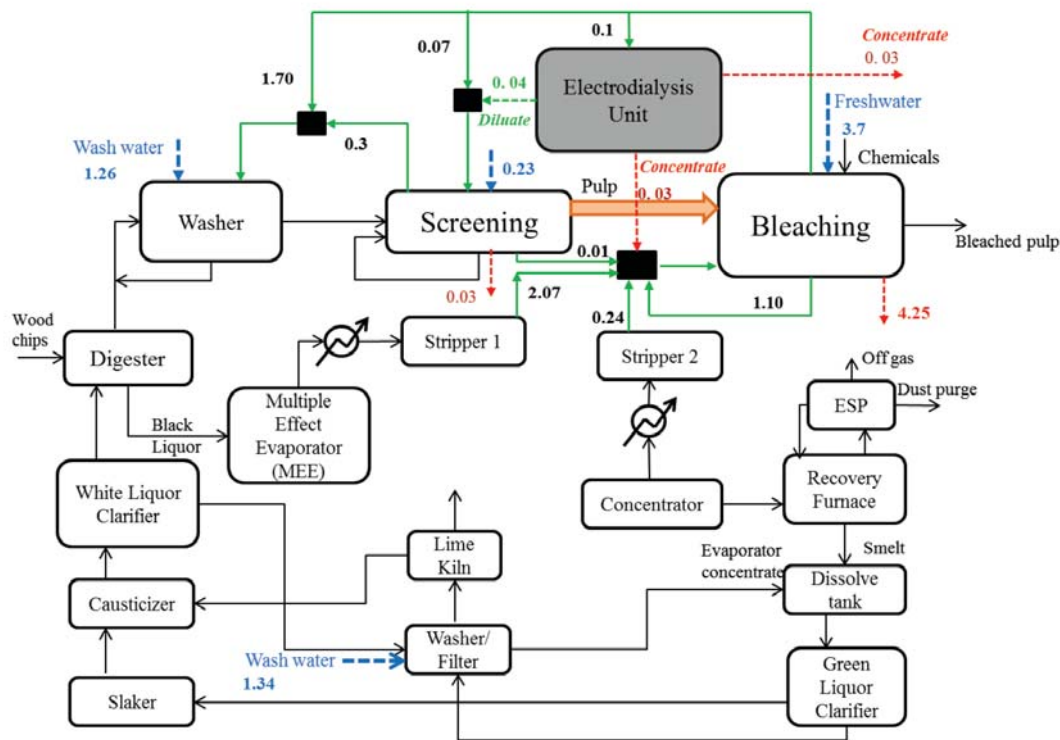 0.1
Concentrate
0. 03
0.07
1.70
0. 04
Diluate
Electrodialysis
Unit
Freshwater
3.7
Chemicals
Wash water
1.26
0.3
0.23
Concentrate
0. 03
Pulp
Washer
Screening
Bleaching
Bleached pulp
0.01
0.03
2.07
0.24
1.10
4.25
Wood
chips
Digester
Stripper 1
Stripper 2
Off gas
Dust purge
ESP
Black
Liquor
Multiple
Effect
Evaporator
(MEE)
White Liquor
Clarifier
Concentrator
Recovery
Furnace
Lime
Kiln
Smelt
Evaporator
concentrate
Dissolve
tank
Causticizer
Washer/
Filter
Wash water
1.34
Slaker
Green
Liquor
Clarifier